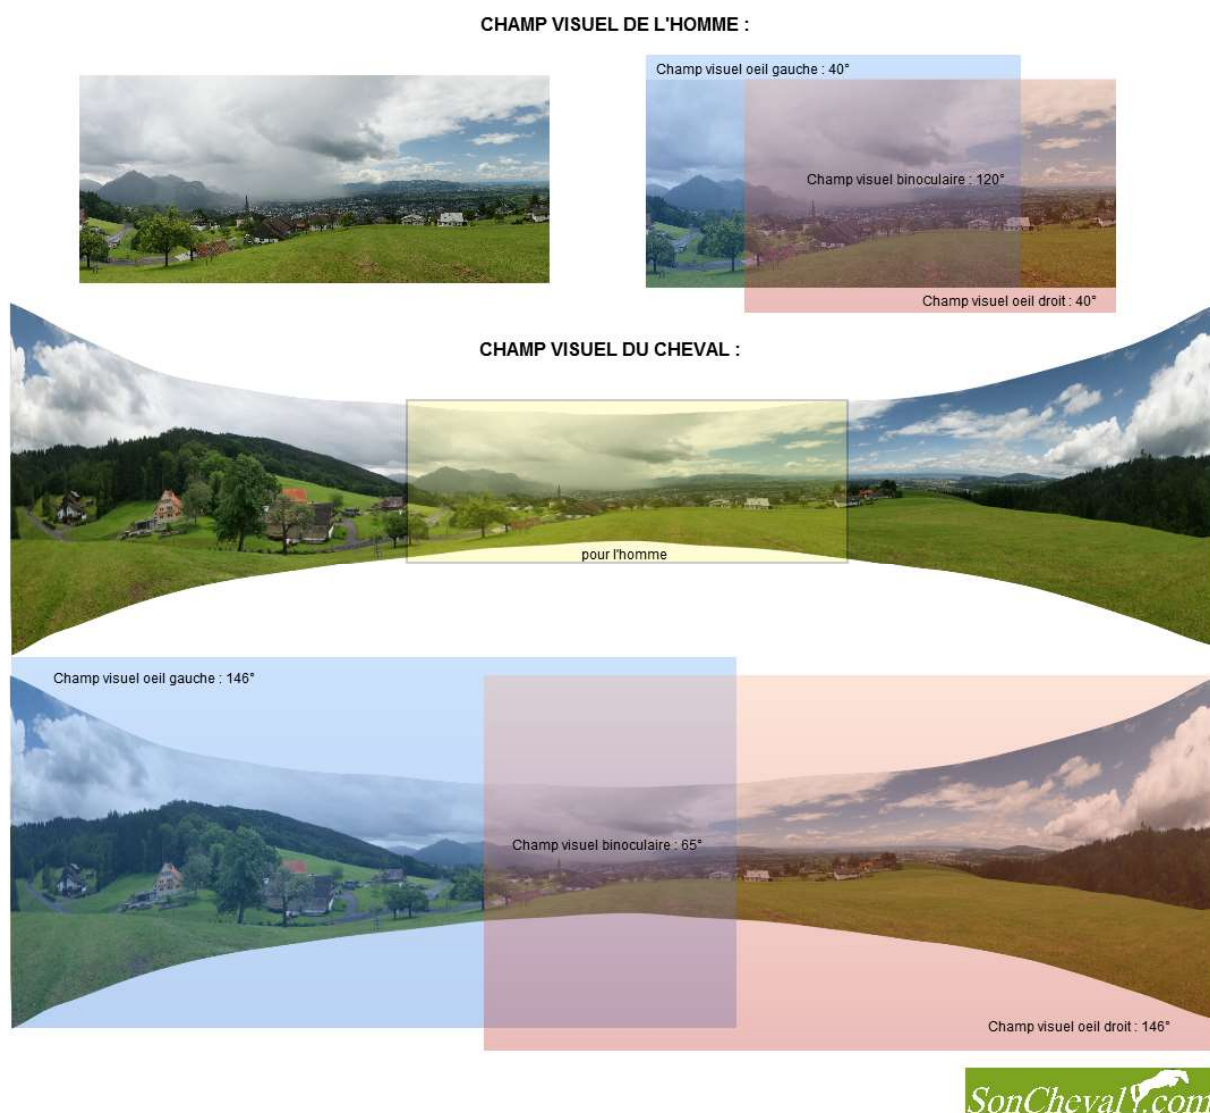 CHAMP VISUEL DE L'HOMME :
Champ visuel oeil gauche : 40°
Champ visuel binoculaire : 120°
Champ visuel oeil droit : 40°
CHAMP VISUEL DU CHEVAL :
pour l'homme
Champ visuel oeil gauche : 146°
Champ visuel binoculaire : 65°
Champ visuel oeil droit : 146°
SonCheval.com